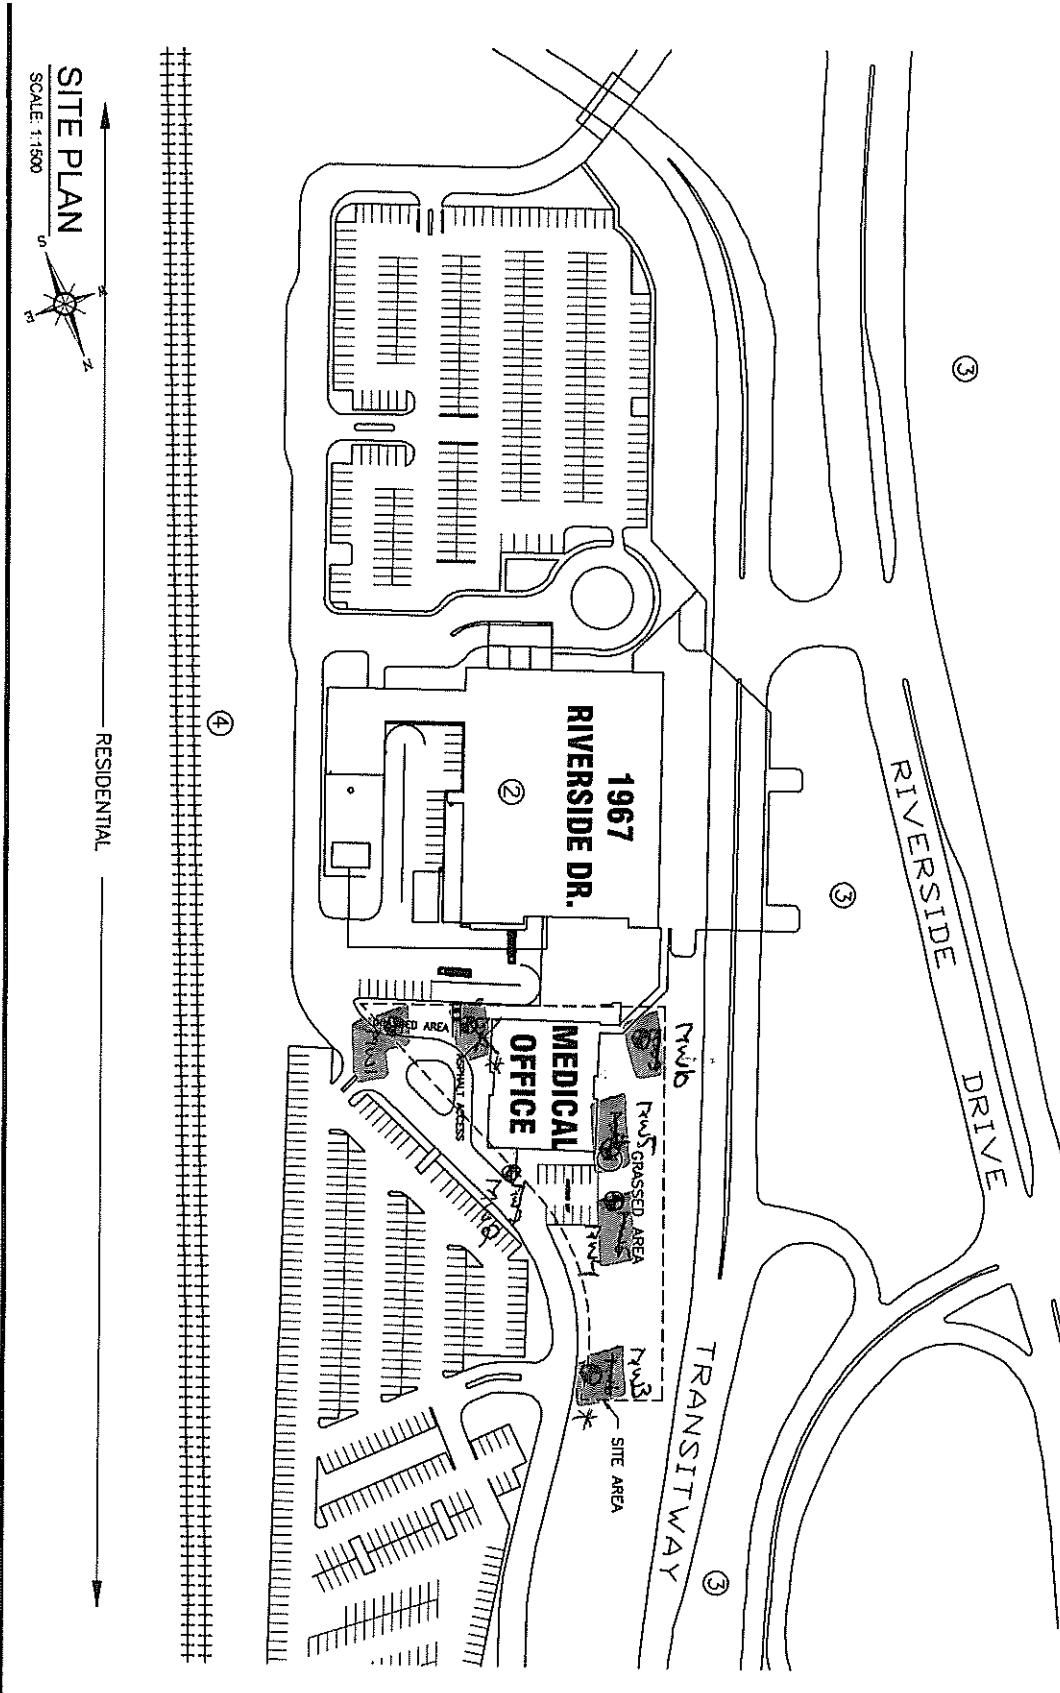 SITE PLAN
SCALE: 1:1500
S
N
RESIDENTIAL
④
1967
RIVERSIDE DR.
②
③
③
③
RIVERSIDE DRIVE
TRANSITWAY
MEDICAL
OFFICE
AREA
ASPHALT ACCESS
GRASSED AREA
SITE AREA
MW6
MW5
MW4
MW3
MW1